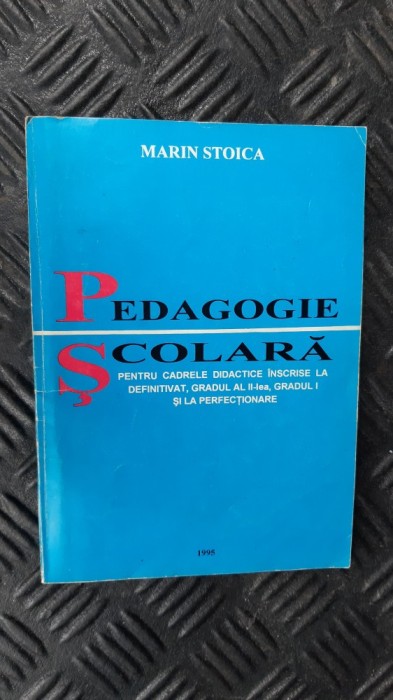 MARIN STOICA
PEDAGOGIE
ŞCOLARĂ
PENTRU CADRELE DIDACTICE ÎNSCRISE LA
DEFINITIVAT, GRADUL AL II-lea, GRADUL I
ŞI LA PERFECŢIONARE
1995